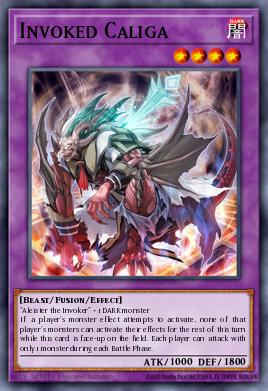 INVOKED CALIGA
DARK
闇
[BEAST/FUSION/EFFECT]
"Aleister the Invoker" + 1 DARK monster
If a player's monster effect attempts to activate, none of that
player's monsters can activate their effects for the rest of this turn
while this card is face-up on the field. Each player can attack with
only 1 monster during each Battle Phase.
ATK/1000 DEF/1800